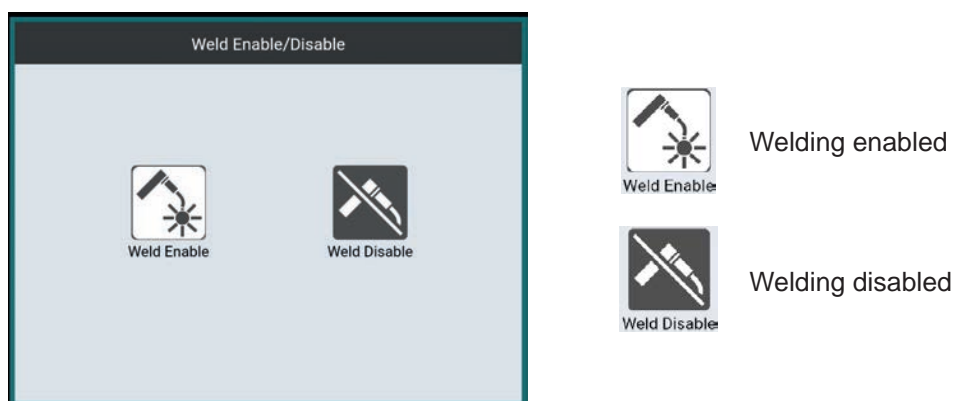 Weld Enable/Disable
Weld Enable
Weld Disable
Weld Enable
Welding enabled
Weld Disable
Welding disabled